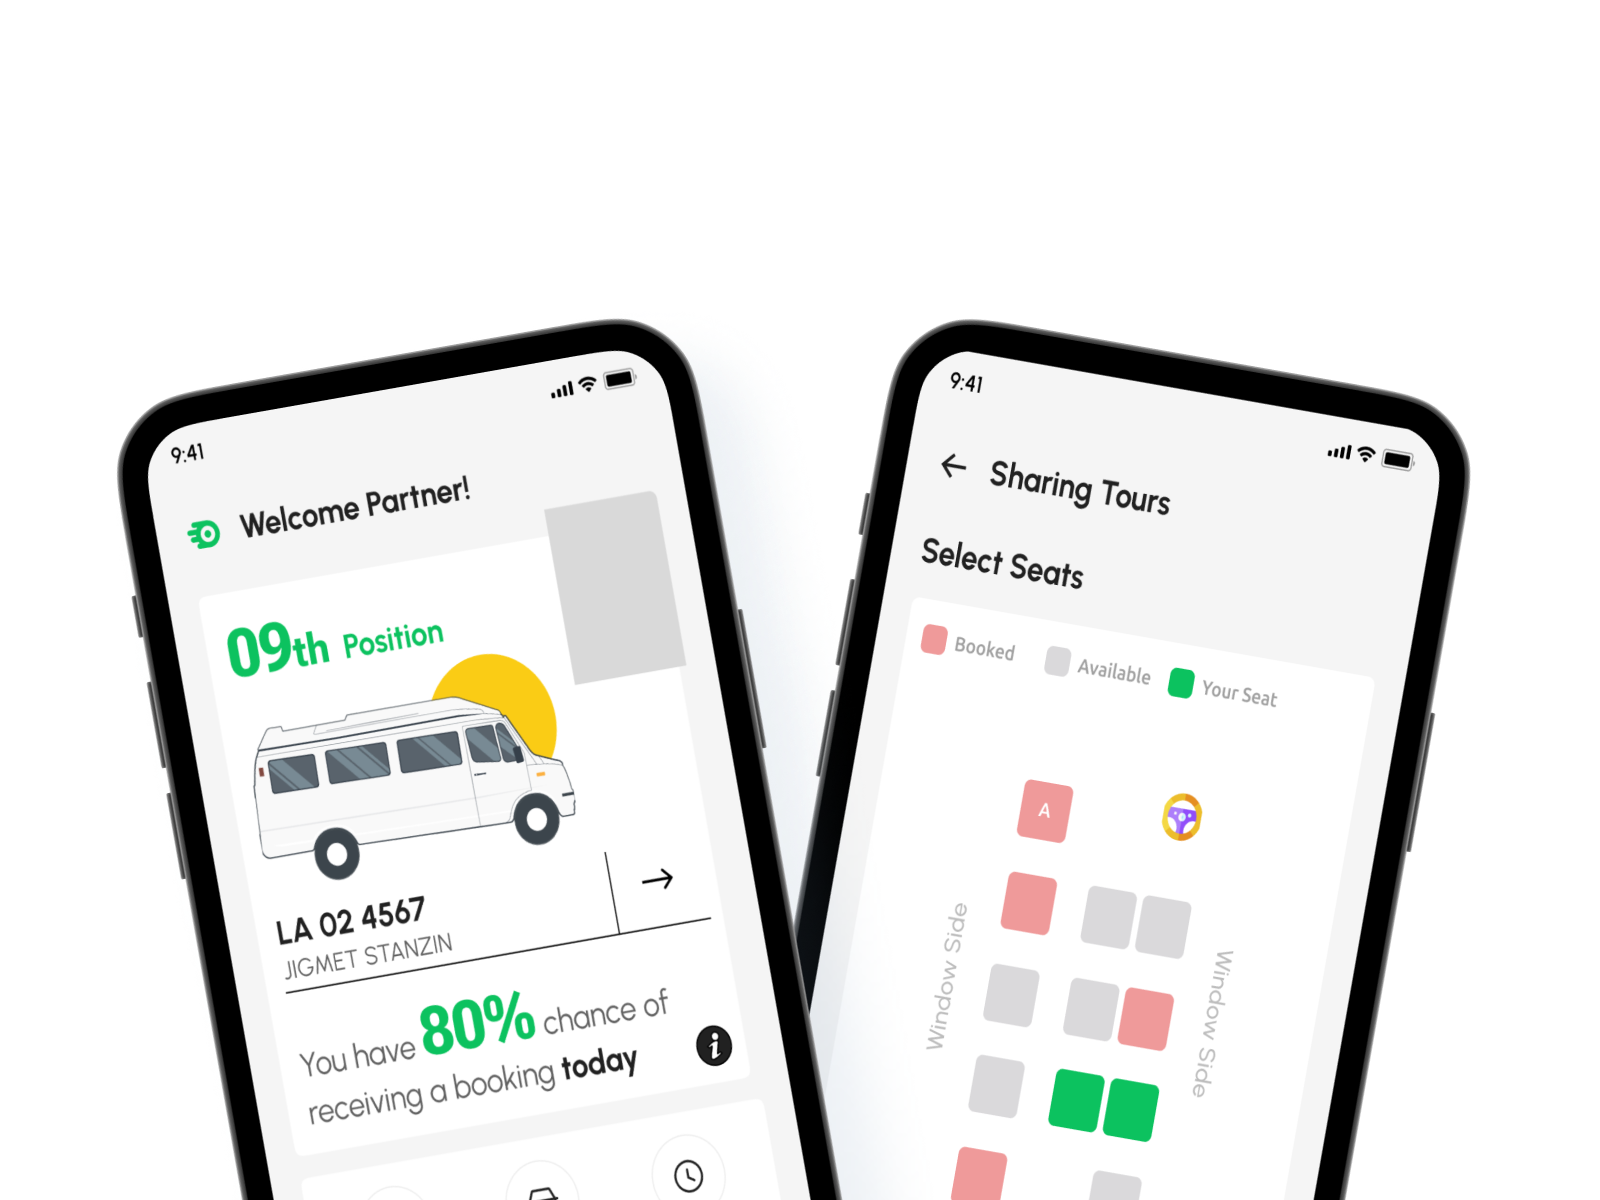 9:41
Welcome Partner!
09th Position
LA 02 4567
JIGMET STANZIN
You have 80% chance of
receiving a booking today
i
9:41
Sharing Tours
Select Seats
Booked
Available
Your Seat
A
Window Side
Window Side